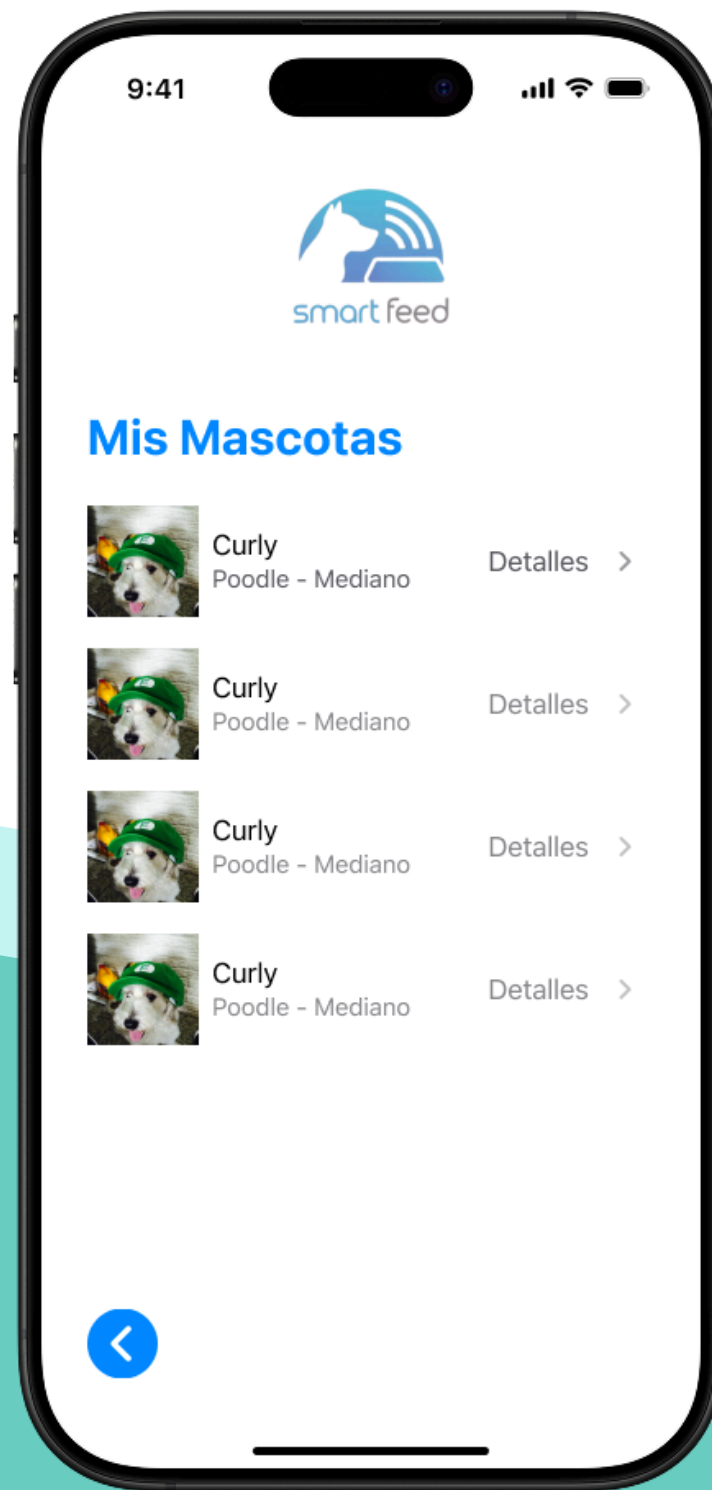 9:41
smart feed
Mis Mascotas
Curly
Poodle - Mediano
Detalles
Curly
Poodle - Mediano
Detalles
Curly
Poodle - Mediano
Detalles
Curly
Poodle - Mediano
Detalles